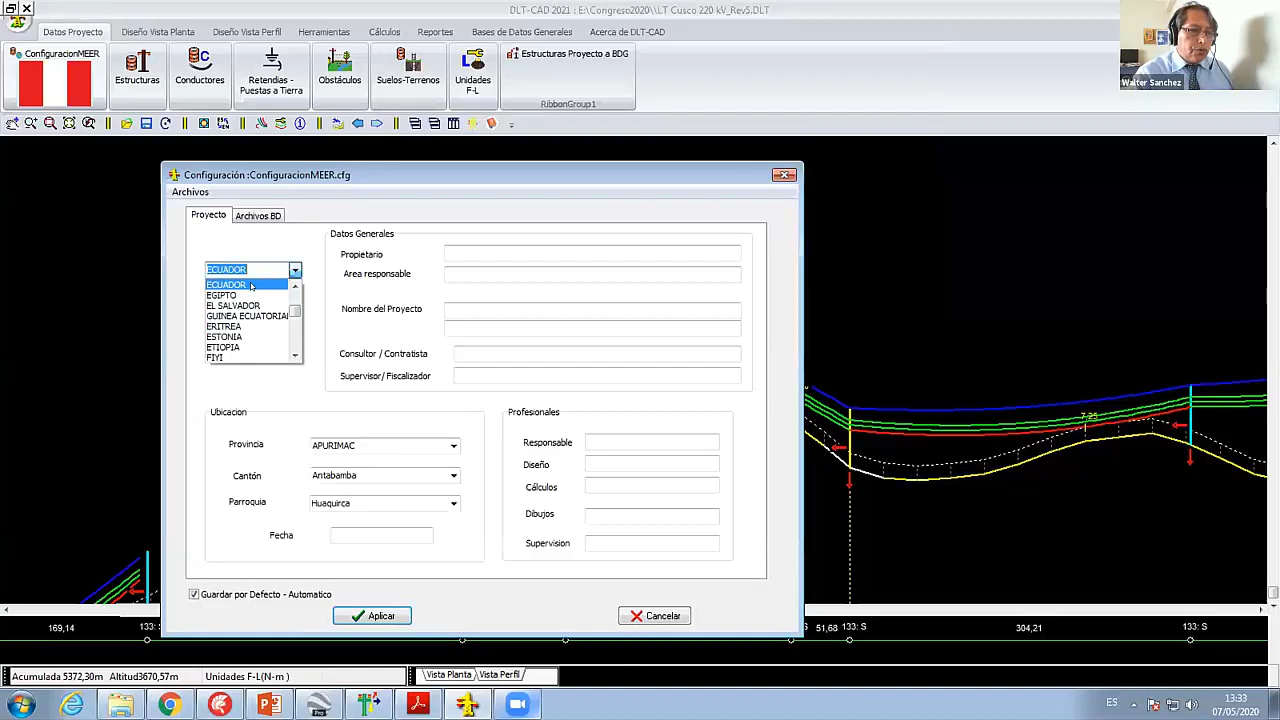 DLT-CAD 2021 ; E:\Congreso2020\\LT Cusco 220 kV_Rev5.DLT
Datos Proyecto
Diseño Vista Planta
Diseño Vista Perfil
Herramientas
Cálculos
Reportes
Bases de Datos Generales
Acerca de DLT-CAD
ConfiguracionMEER
Estructuras
Conductores
Retendias -
Puestas a Tierra
Obstáculos
Suelos-Terrenos
Unidades
F-L
Estructuras Proyecto a BDG
RibbonGroup1
Walter Sanchez
Configuración :ConfiguracionMEER.cfg
Archivos
Proyecto
Archivos BD
ECUADOR
ECUADOR
EGIPTO
EL SALVADOR
GUINEA ECUATORIAL
ERITREA
ESTONIA
ETIOPIA
FIYI
Datos Generales
Propietario
Area responsable
Nombre del Proyecto
Consultor / Contratista
Supervisor/ Fiscalizador
Ubicacion
Provincia
APURIMAC
Cantón
Antabamba
Parroquia
Huaquirca
Fecha
Profesionales
Responsable
Diseño
Cálculos
Dibujos
Supervision
Guardar por Defecto - Automatico
Aplicar
Cancelar
7,25
169,14
133: S
51,68
133: S
304,21
133: S
Acumulada 5372,30m
Altitud3670,57m
Unidades F-L(N-m )
Vista Planta
Vista Perfil
ES
13:33
07/05/2020